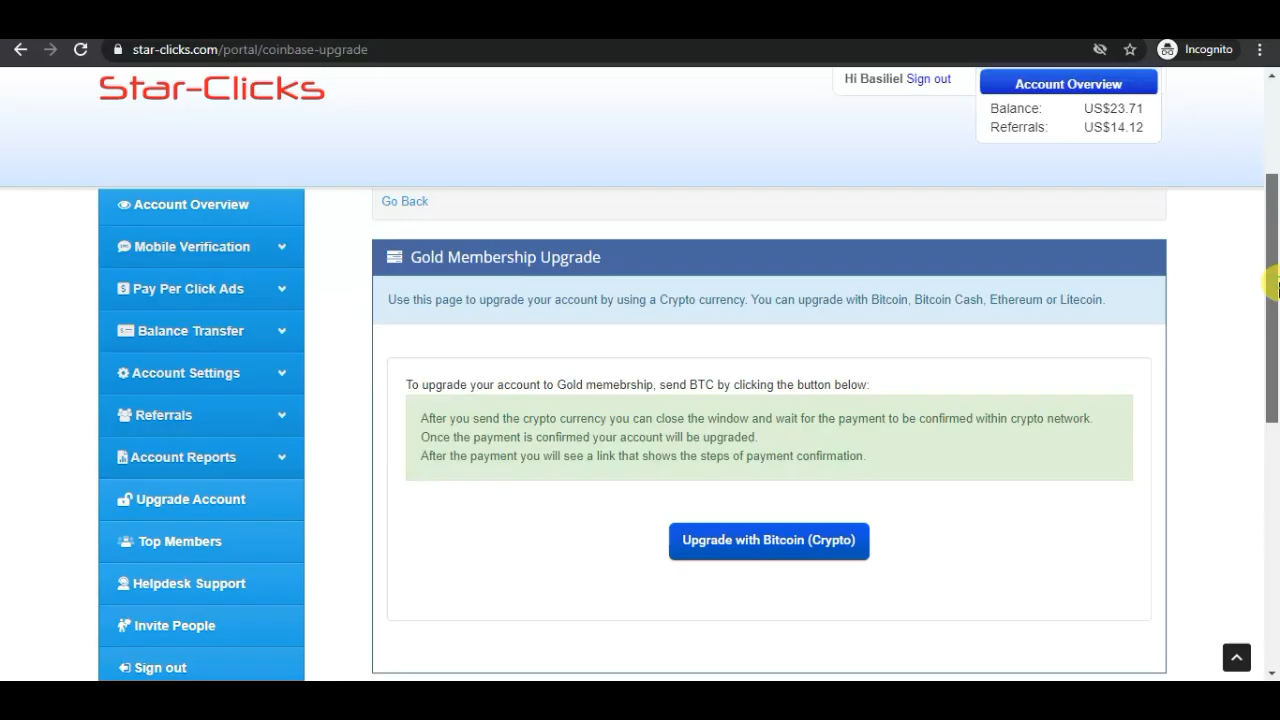 star-clicks.com/portal/coinbase-upgrade
Incognito
Star-Clicks
Hi Basiliel Sign out
Account Overview
Balance: US$23.71
Referrals: US$14.12
Account Overview
Mobile Verification
Pay Per Click Ads
Balance Transfer
Account Settings
Referrals
Account Reports
Upgrade Account
Top Members
Helpdesk Support
Invite People
Sign out
Go Back
Gold Membership Upgrade
Use this page to upgrade your account by using a Crypto currency. You can upgrade with Bitcoin, Bitcoin Cash, Ethereum or Litecoin.
To upgrade your account to Gold memebrship, send BTC by clicking the button below:
After you send the crypto currency you can close the window and wait for the payment to be confirmed within crypto network.
Once the payment is confirmed your account will be upgraded.
After the payment you will see a link that shows the steps of payment confirmation.
Upgrade with Bitcoin (Crypto)